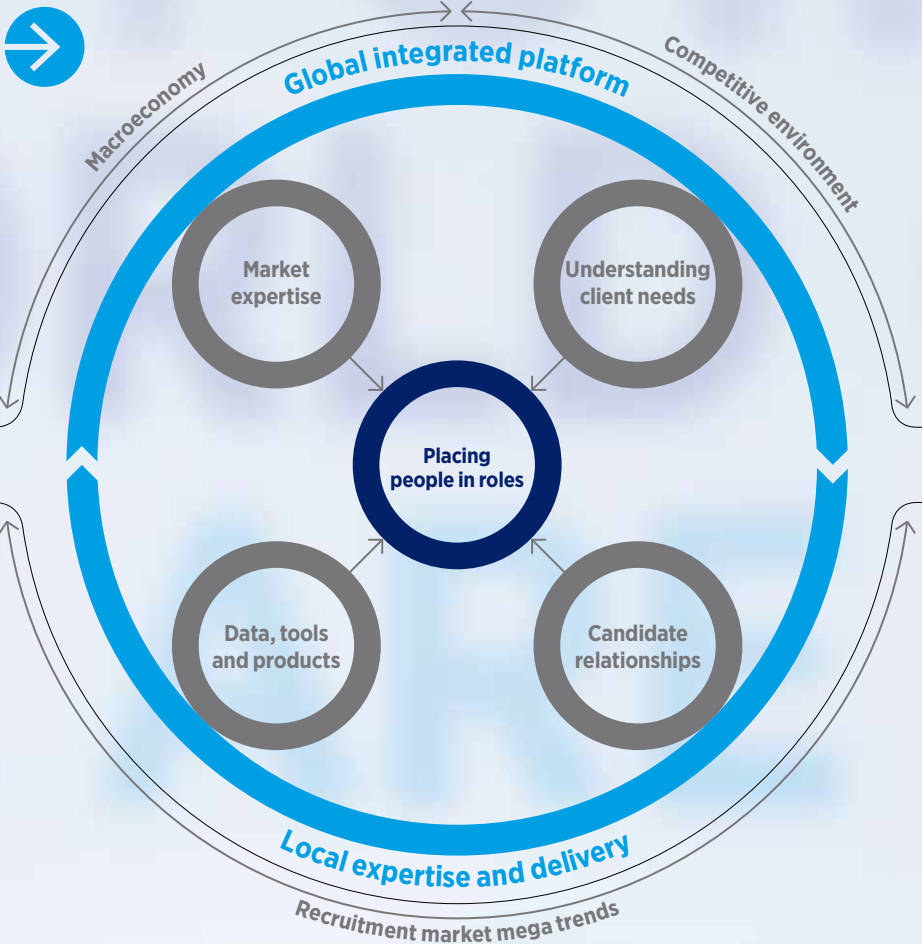 Global integrated platform
Macroeconomy
Competitive environment
Market
expertise
Understanding
client needs
Placing
people in roles
Data, tools
and products
Candidate
relationships
Local expertise and delivery
Recruitment market mega trends